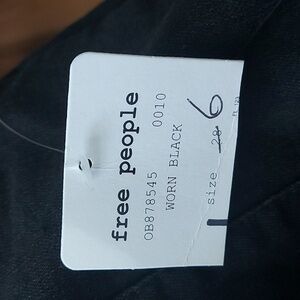 free people
OB878545 0010
WORN BLACK
size 28 6